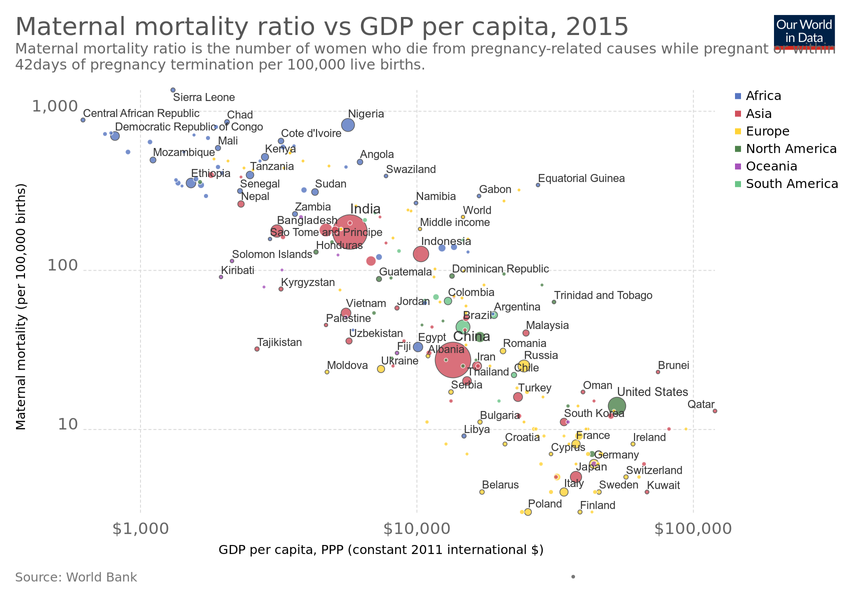 Maternal mortality ratio vs GDP per capita, 2015
Our World
in Data
Maternal mortality ratio is the number of women who die from pregnancy-related causes while pregnant or within
42days of pregnancy termination per 100,000 live births.
Africa
Asia
Europe
North America
Oceania
South America
Maternal mortality (per 100,000 births)
1,000
100
10
Sierra Leone
Central African Republic
Chad
Nigeria
Democratic Republic of Congo
Cote d'Ivoire
Mali
Kenya
Mozambique
Angola
Tanzania
Ethiopia
Swaziland
Equatorial Guinea
Senegal
Sudan
Gabon
Nepal
Namibia
Zambia
India
World
Bangladesh
Middle income
Sao Tome and Principe
Indonesia
Honduras
Solomon Islands
Kiribati
Guatemala
Dominican Republic
Kyrgyzstan
Colombia
Trinidad and Tobago
Vietnam
Jordan
Argentina
Palestine
Brazil
Malaysia
Uzbekistan
Egypt
China
Tajikistan
Fiji
Albania
Romania
Moldova
Ukraine
Iran
Russia
Thailand
Chile
Brunei
Serbia
Turkey
Oman
United States
Qatar
Bulgaria
South Korea
Libya
Croatia
France
Ireland
Cyprus
Germany
Japan
Switzerland
Belarus
Italy
Sweden
Kuwait
Poland
Finland
$1,000
$10,000
$100,000
GDP per capita, PPP (constant 2011 international $)
Source: World Bank